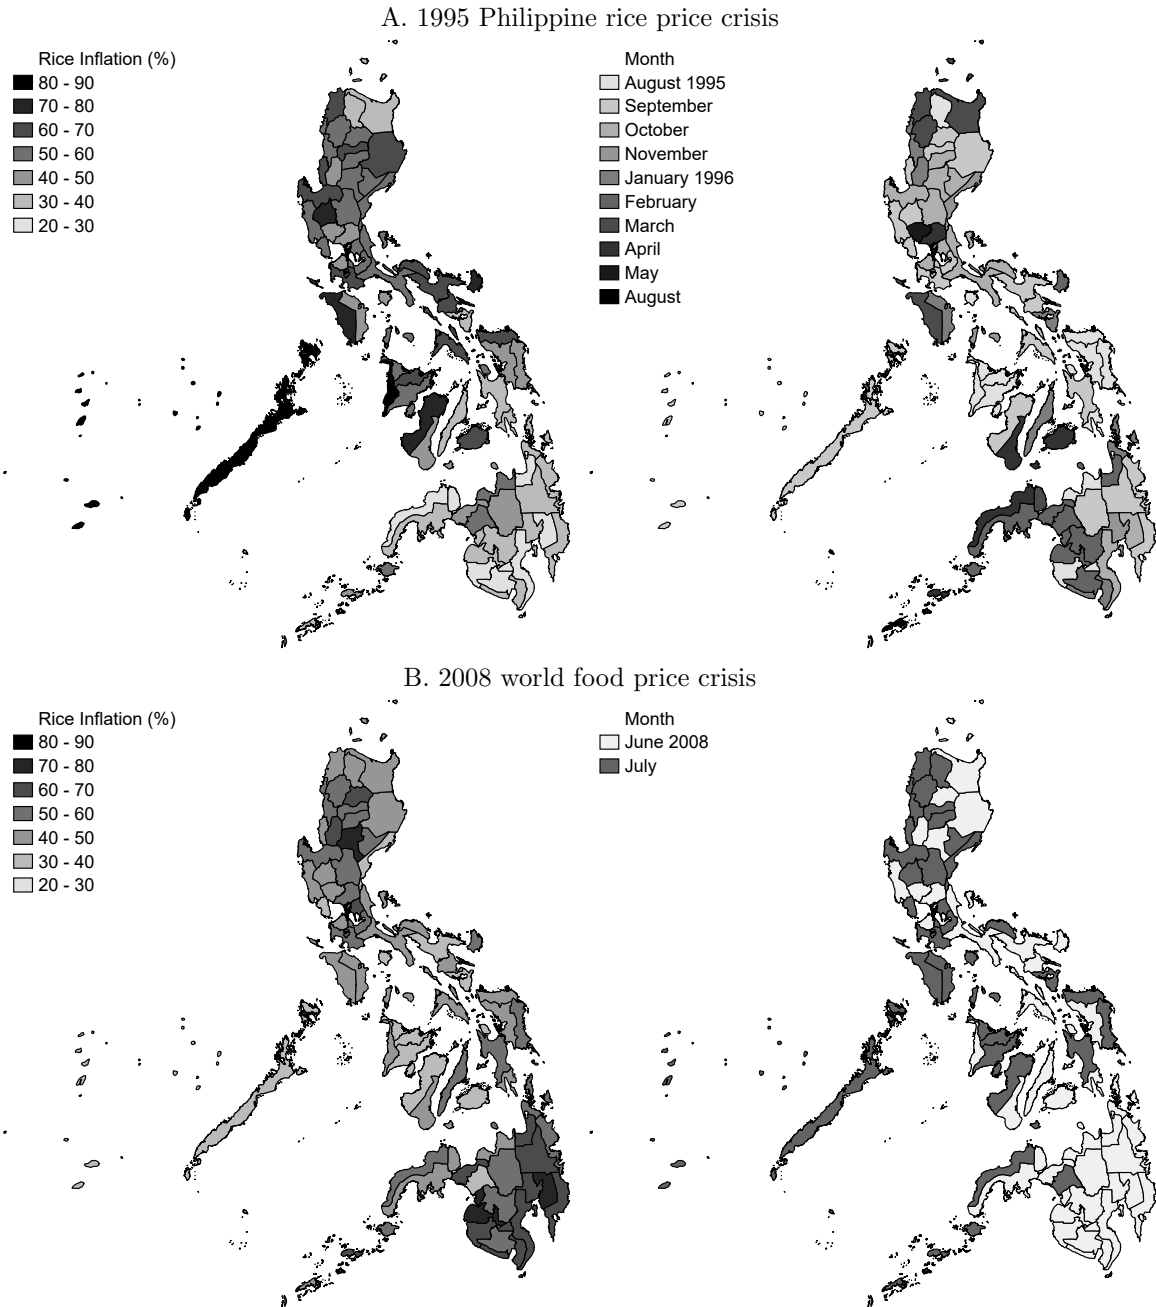 A. 1995 Philippine rice price crisis
Rice Inflation (%)
80 - 90
70 - 80
60 - 70
50 - 60
40 - 50
30 - 40
20 - 30
Month
August 1995
September
October
November
January 1996
February
March
April
May
August
B. 2008 world food price crisis
Rice Inflation (%)
80 - 90
70 - 80
60 - 70
50 - 60
40 - 50
30 - 40
20 - 30
Month
June 2008
July